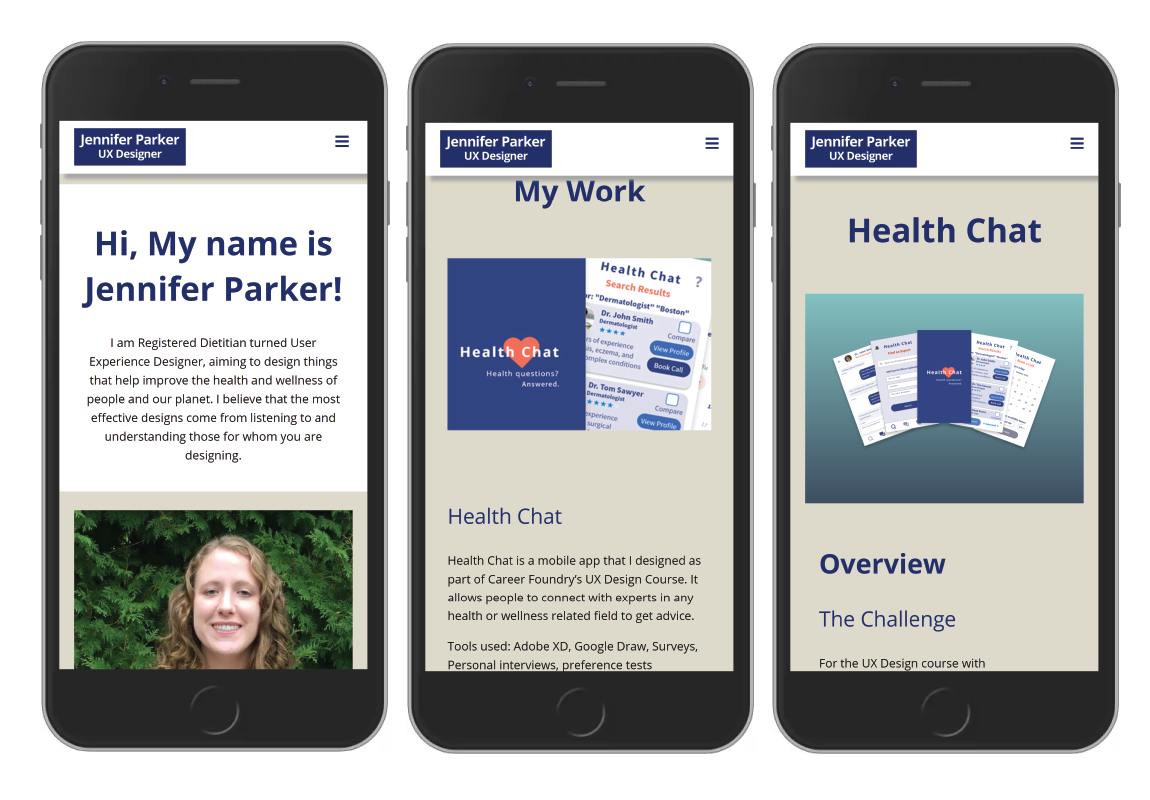 Jennifer Parker
UX Designer
Hi, My name is
Jennifer Parker!
I am Registered Dietitian turned User
Experience Designer, aiming to design things
that help improve the health and wellness of
people and our planet. I believe that the most
effective designs come from listening to and
understanding those for whom you are
designing.
Jennifer Parker
UX Designer
My Work
Health Chat
Health questions?
Answered.
Health Chat ?
Search Results
or: "Dermatologist" "Boston"
Dr. John Smith
Dermatologist
Compare
rs of experience
is, eczema, and
mplex conditions
View Profile
Book Call
Dr. Tom Sawyer
Dermatologist
Compare
experience
surgical
View Profile
Health Chat
Health Chat is a mobile app that I designed as
part of Career Foundry's UX Design Course. It
allows people to connect with experts in any
health or wellness related field to get advice.
Tools used: Adobe XD, Google Draw, Surveys,
Personal interviews, preference tests
Jennifer Parker
UX Designer
Health Chat
Health Chat
Health Chat
Health Chat
Overview
The Challenge
For the UX Design course with